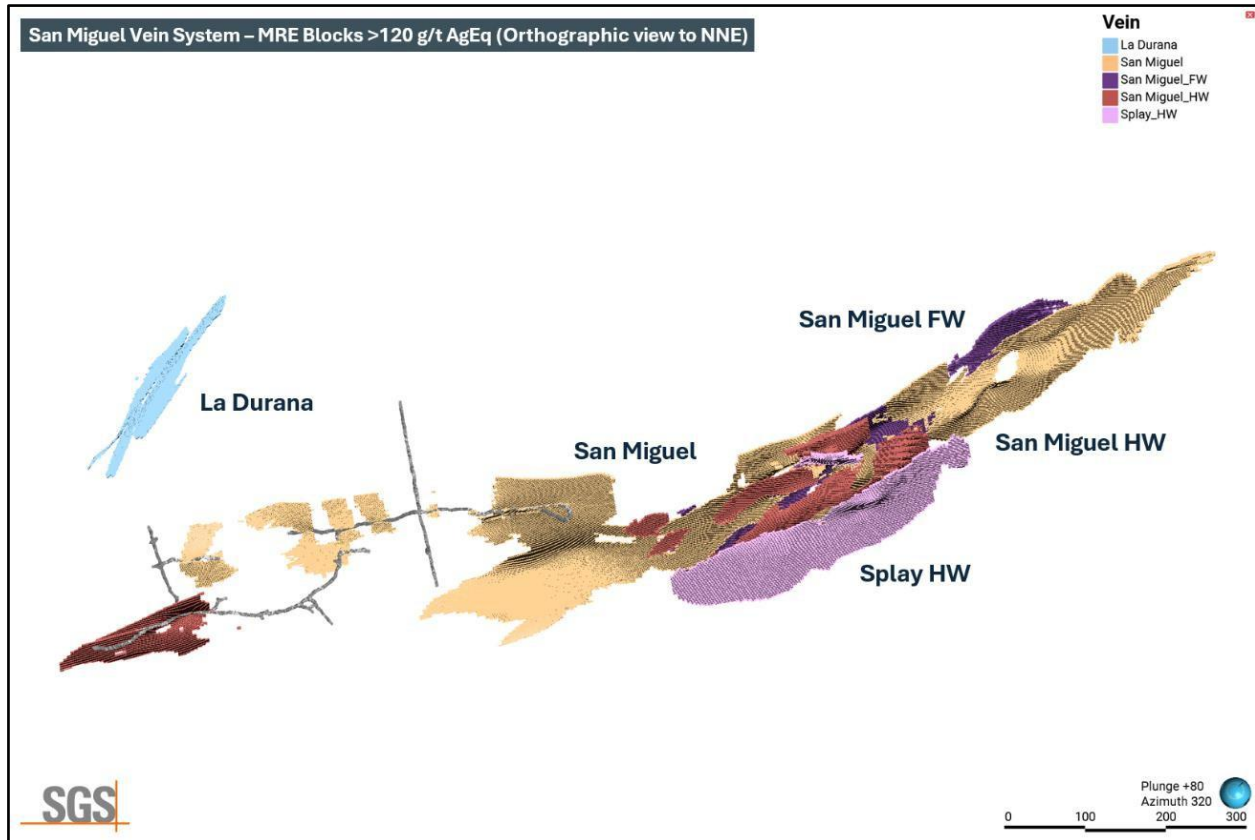 San Miguel Vein System – MRE Blocks >120 g/t AgEq (Orthographic view to NNE)
Vein
La Durana
San Miguel
San Miguel_FW
San Miguel_HW
Splay_HW
San Miguel FW
La Durana
San Miguel
San Miguel HW
Splay HW
SGS
Plunge +80
Azimuth 320
0 100 200 300